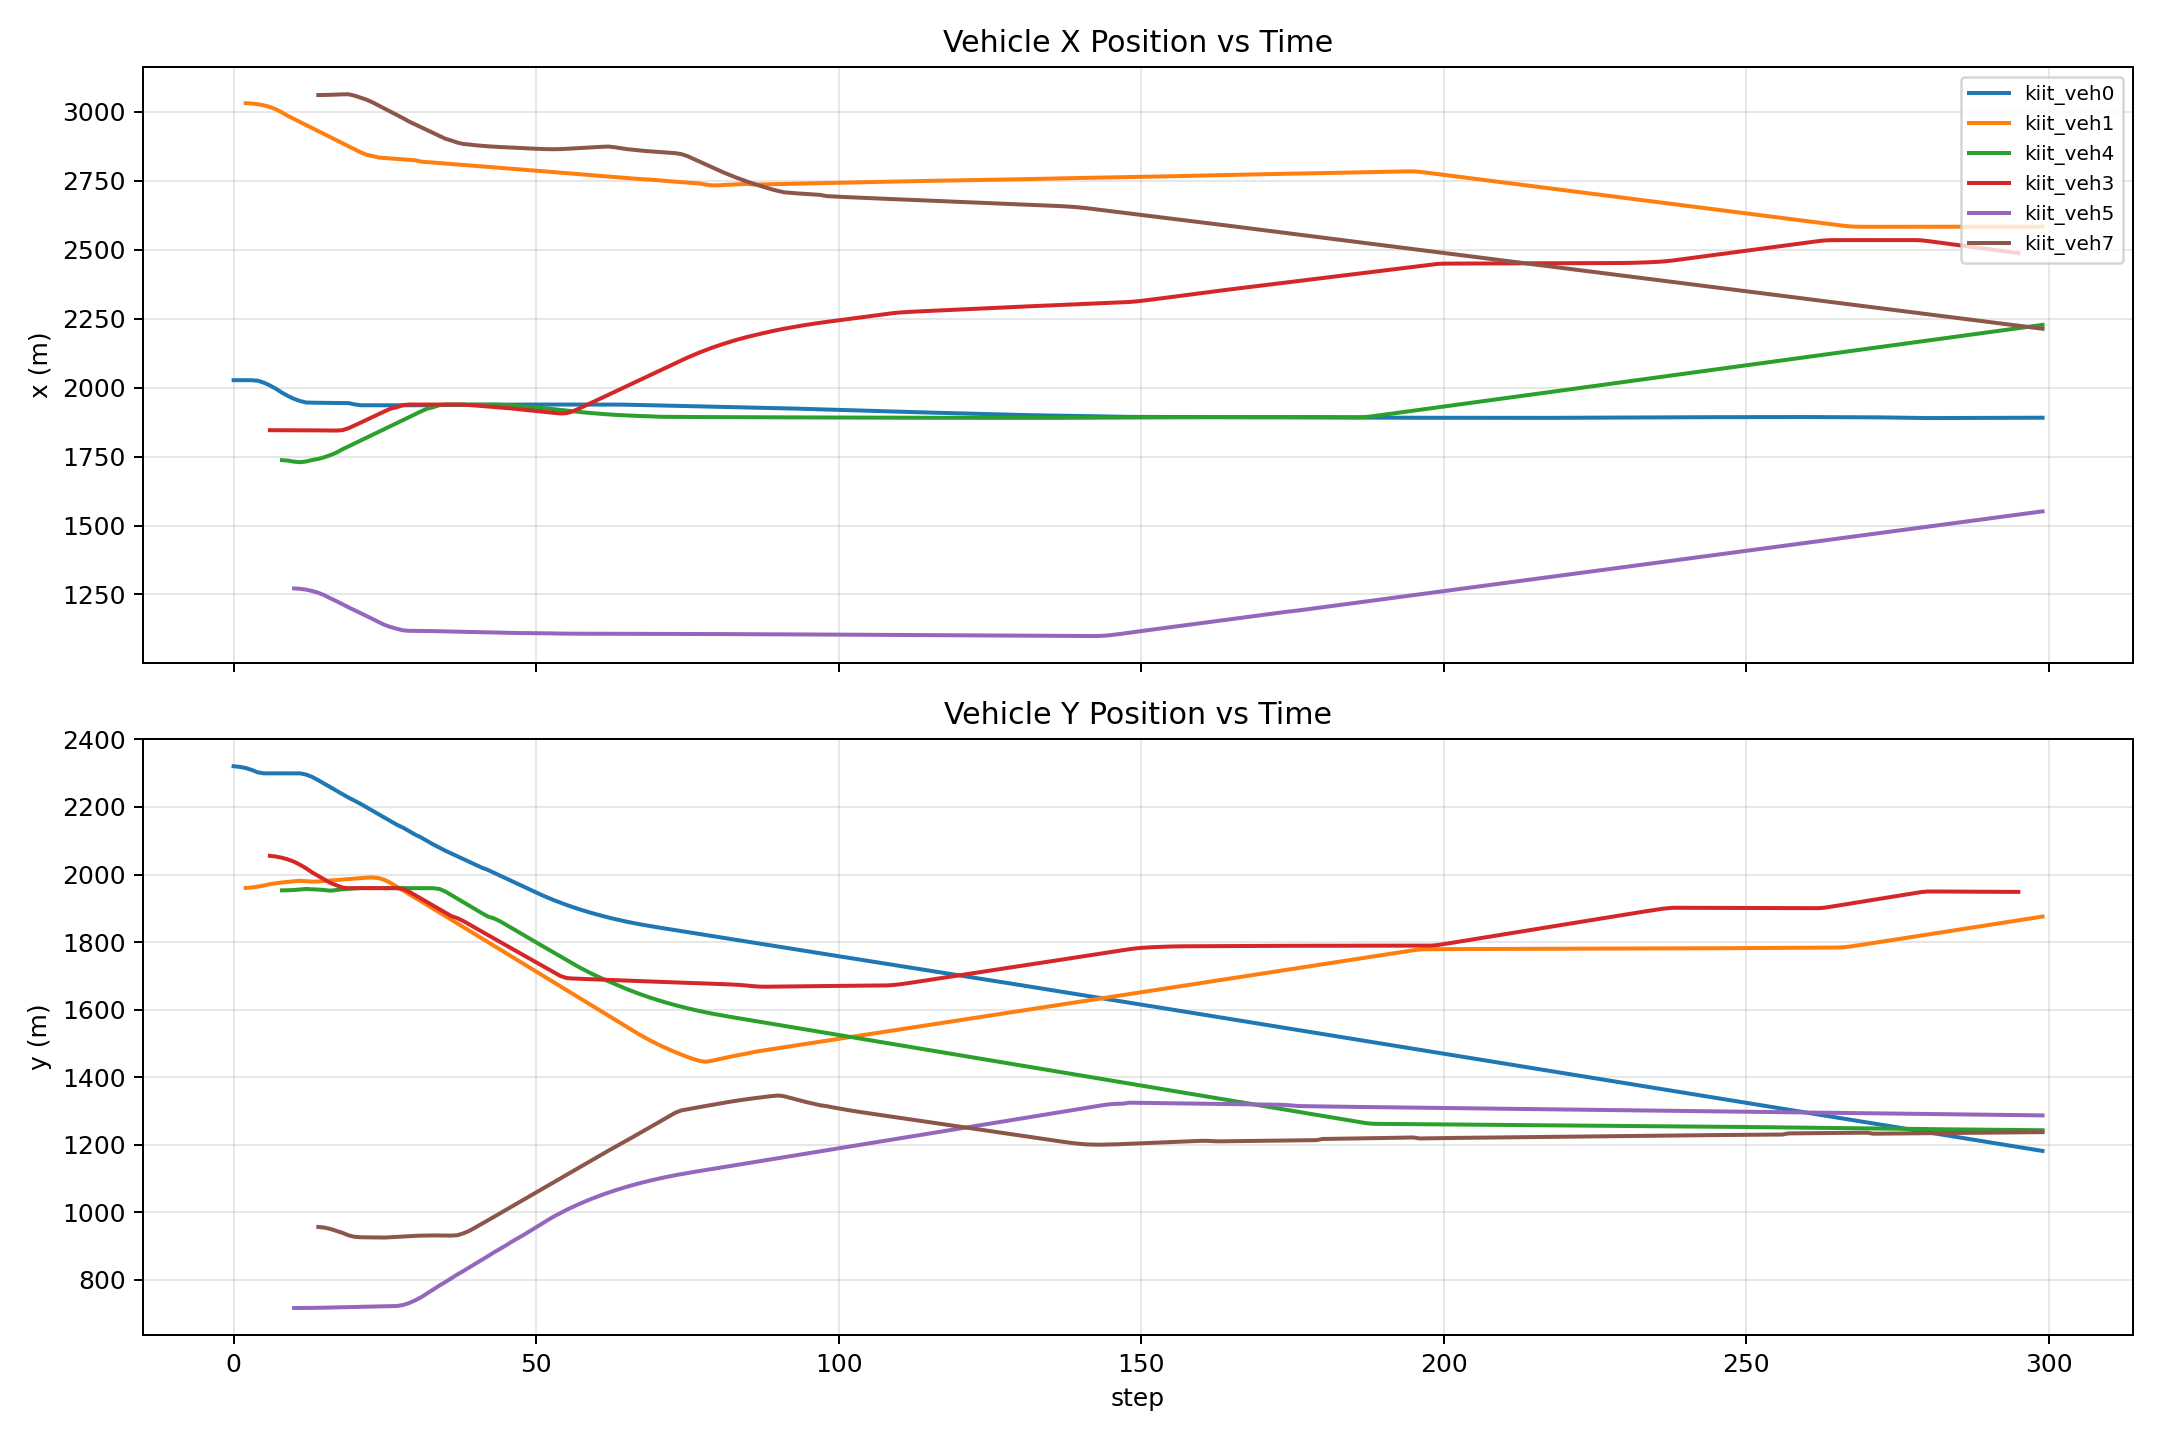 Vehicle X Position vs Time
3000
2750
2500
2250
2000
1750
1500
1250
x (m)
kiit_veh0
kiit_veh1
kiit_veh4
kiit_veh3
kiit_veh5
kiit_veh7
Vehicle Y Position vs Time
2400
2200
2000
1800
1600
1400
1200
1000
800
y (m)
0 50 100 150 200 250 300
step